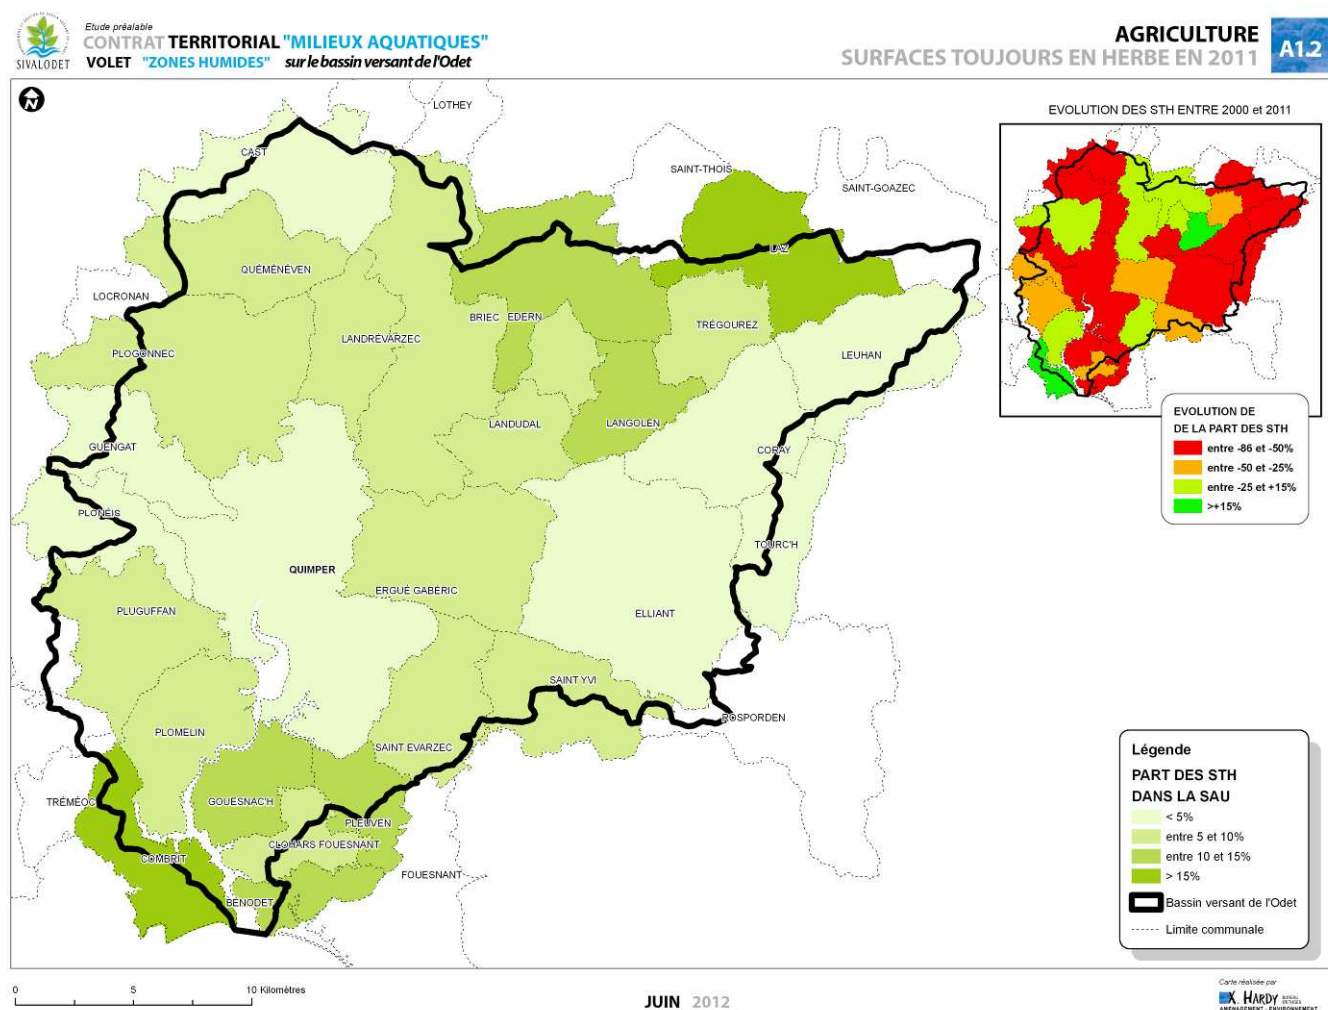 SIVALODET
Etude préalable
CONTRAT TERRITORIAL "MILIEUX AQUATIQUES"
VOLET "ZONES HUMIDES" sur le bassin versant de l'Odet
AGRICULTURE
SURFACES TOUJOURS EN HERBE EN 2011
A1.2
N
LOTHEY
CAST
SAINT-THOIS
SAINT-GOAZEC
LAZ
QUÉMÉNÉVEN
LOCRONAN
BRIEC
EDERN
TRÉGOUREZ
LANDRÉVARZEC
PLOGONNEC
LEUHAN
LANDUDAL
LANGOLEN
GUENGAT
CORAY
PLONÉIS
TOURC'H
QUIMPER
ERGUÉ GABÉRIC
PLUGUFFAN
ELLIANT
SAINT YVI
ROSPORDEN
PLOMELIN
SAINT EVARZEC
TRÉMÉOC
GOUESNAC'H
PLEUVEN
CLOHARS FOUESNANT
COMBRIT
FOUESNANT
BÉNODET
EVOLUTION DES STH ENTRE 2000 et 2011
EVOLUTION DE
DE LA PART DES STH
entre -86 et -50%
entre -50 et -25%
entre -25 et +15%
>+15%
Légende
PART DES STH
DANS LA SAU
< 5%
entre 5 et 10%
entre 10 et 15%
> 15%
Bassin versant de l'Odet
Limite communale
0 5 10 Kilomètres
JUIN 2012
Carte réalisée par
X. HARDY
AMENAGEMENT - ENVIRONNEMENT